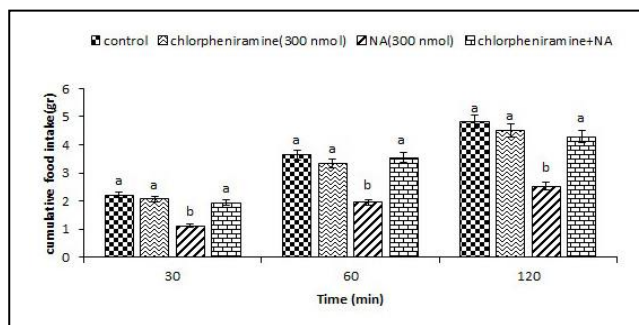 control chlorpheniramine(300 nmol) NA(300 nmol) chlorpheniramine+NA
cumulative food intake(gr)
6
5
4
3
2
1
0
a a b a
a a b a
a a b a
30 60 120
Time (min)